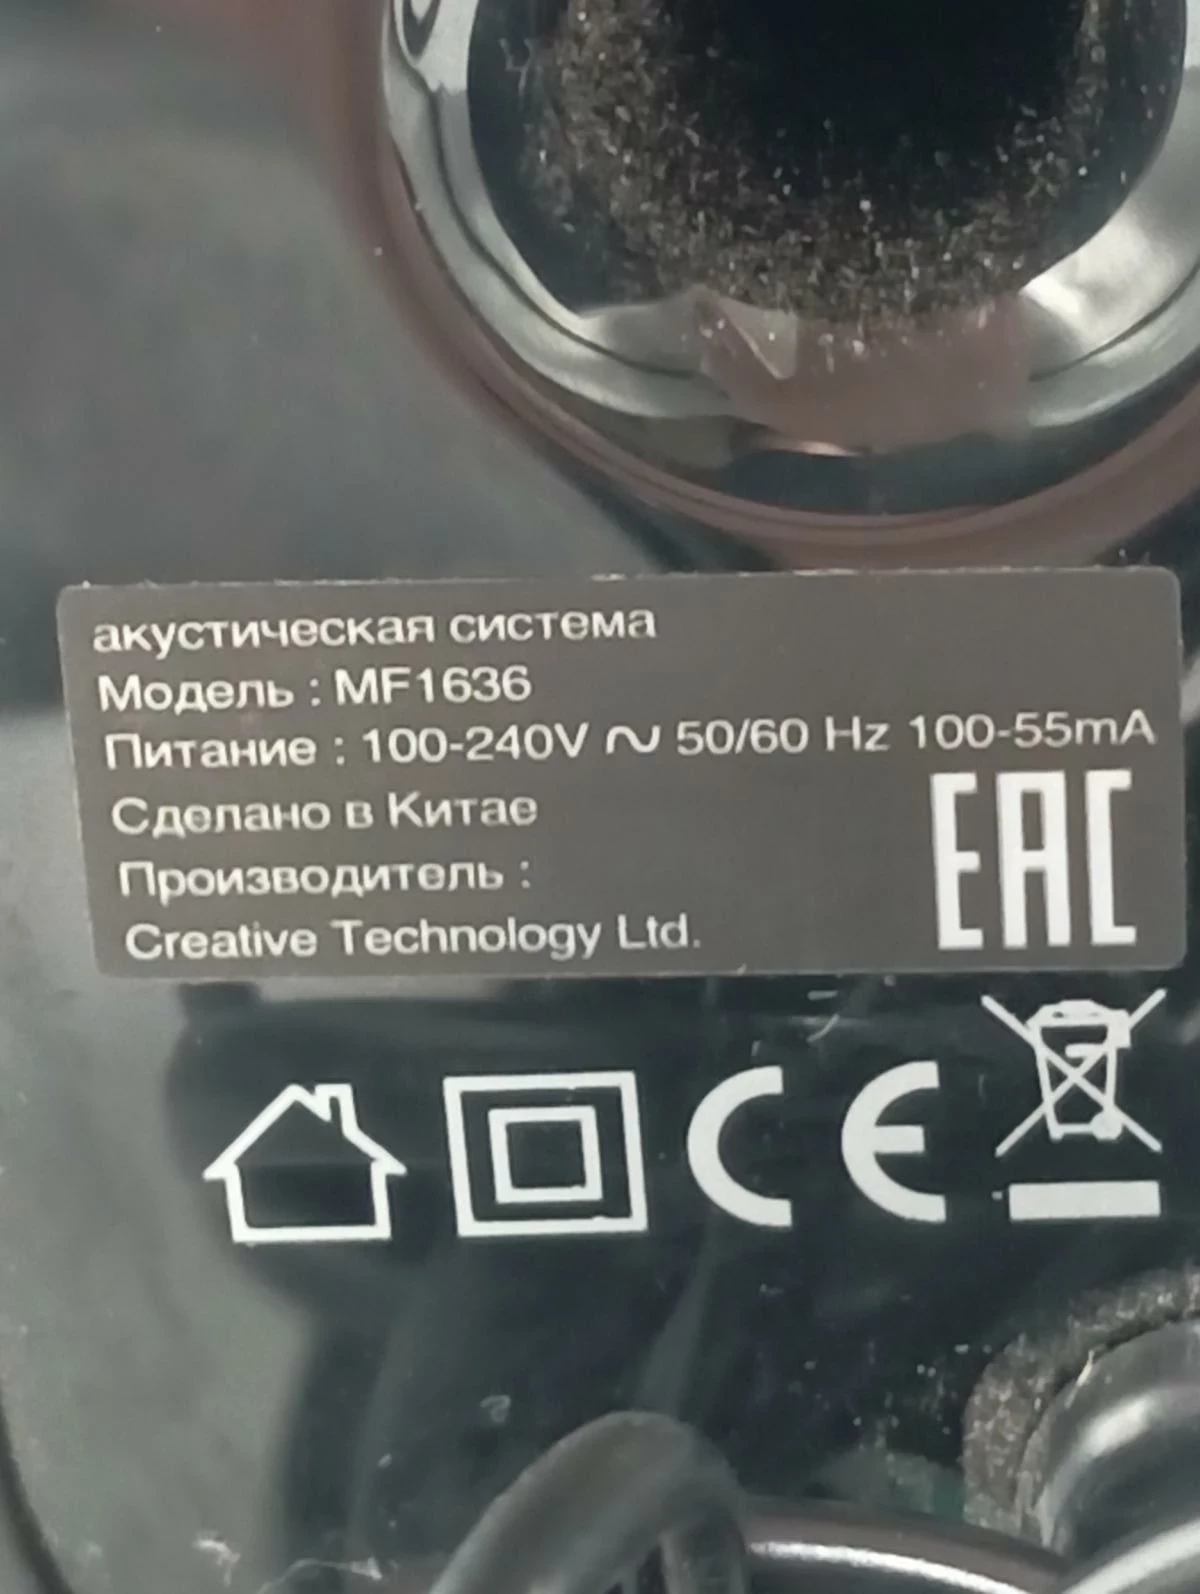 акустическая система
Модель : MF1636
Питание : 100-240V ~ 50/60 Hz 100-55mA
Сделано в Китае
Производитель :
Creative Technology Ltd.
EAC
CE